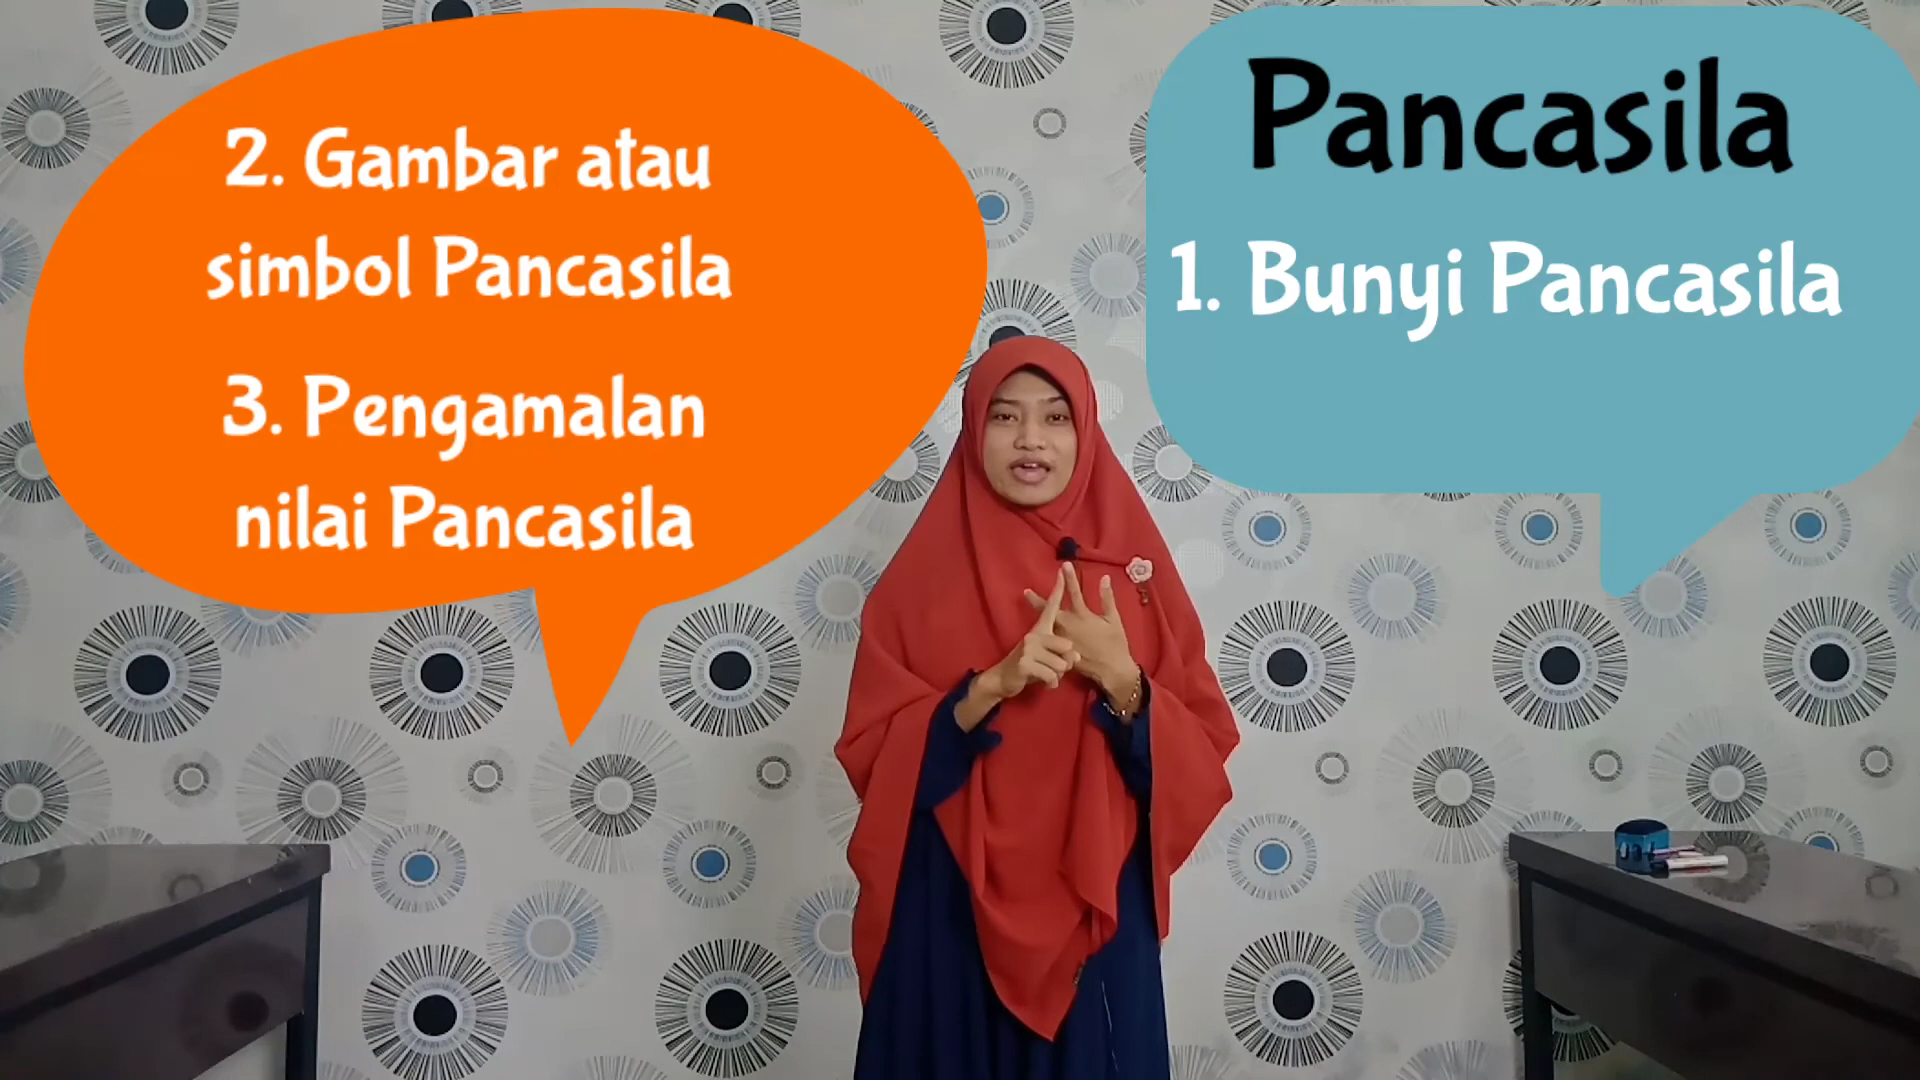 Pancasila
1. Bunyi Pancasila
2. Gambar atau
simbol Pancasila
3. Pengamalan
nilai Pancasila